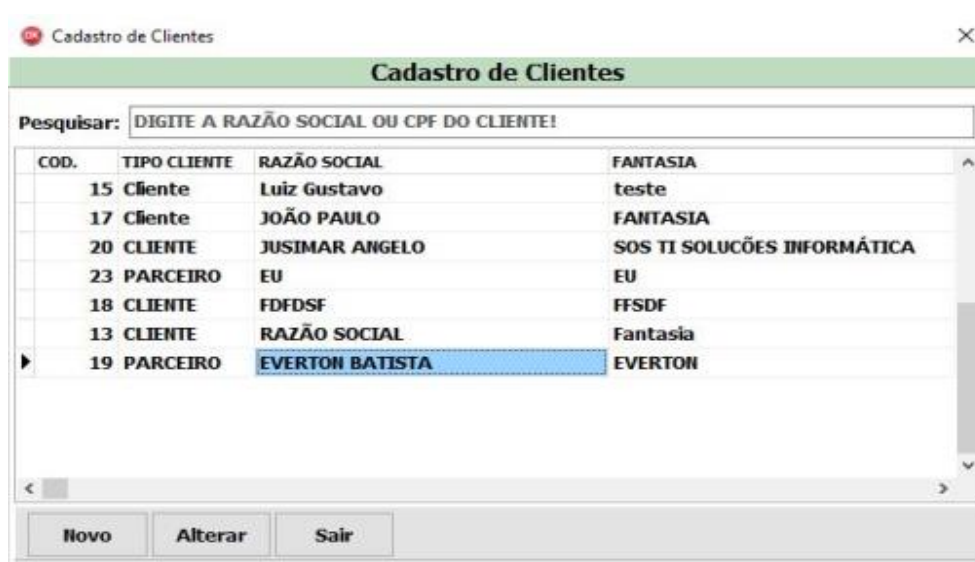 Cadastro de Clientes
Cadastro de Clientes
Pesquisar: DIGITE A RAZÃO SOCIAL OU CPF DO CLIENTE!
COD. TIPO CLIENTE RAZÃO SOCIAL FANTASIA
15 Cliente Luiz Gustavo teste
17 Cliente JOÃO PAULO FANTASIA
20 CLIENTE JUSIMAR ANGELO SOS TI SOLUCÕES INFORMÁTICA
23 PARCEIRO EU EU
18 CLIENTE FDFDSF FFSDF
13 CLIENTE RAZÃO SOCIAL Fantasia
19 PARCEIRO EVERTON BATISTA EVERTON
Novo Alterar Sair